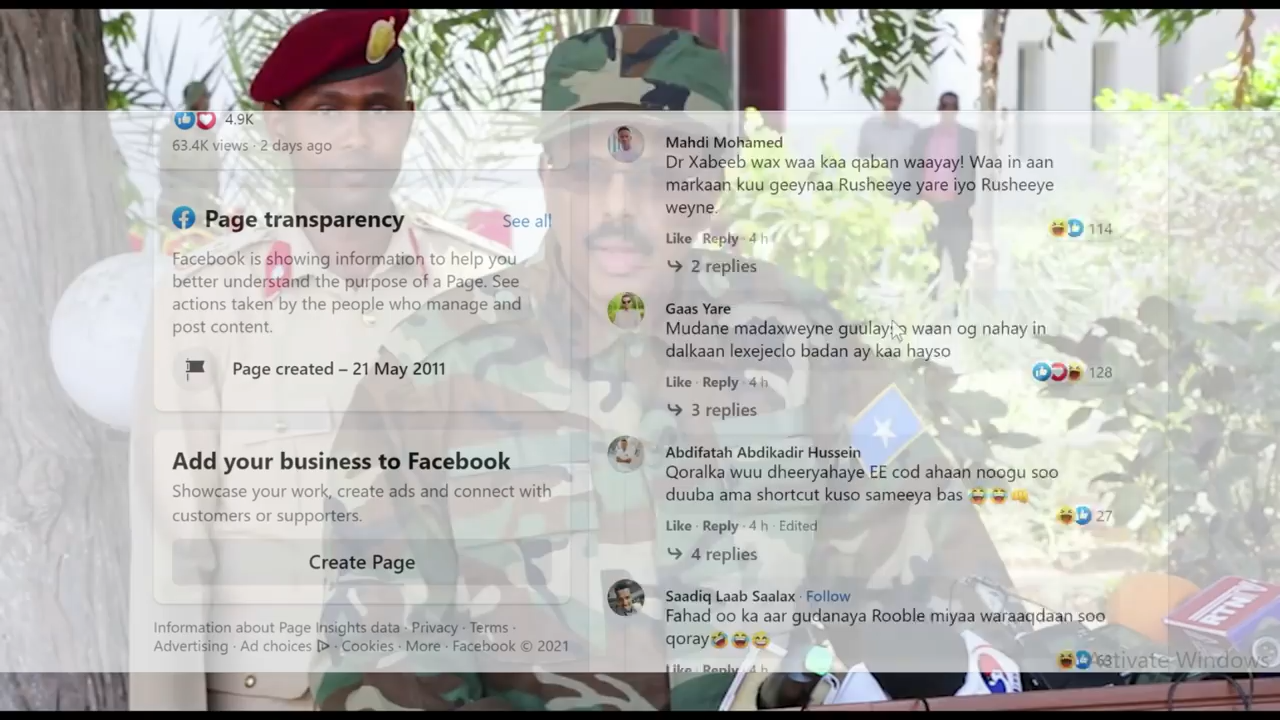 4.9K
63.4K views · 2 days ago
Page transparency
See all
Facebook is showing information to help you
better understand the purpose of a Page. See
actions taken by the people who manage and
post content.
Page created – 21 May 2011
Add your business to Facebook
Showcase your work, create ads and connect with
customers or supporters.
Create Page
Information about Page Insights data · Privacy · Terms ·
Advertising · Ad choices · Cookies · More · Facebook © 2021
Mahdi Mohamed
Dr Xabeeb wax waa kaa qaban waayay! Waa in aan
markaan kuu geeynaa Rusheeye yare iyo Rusheeye
weyne.
114
Like · Reply · 4 h
2 replies
Gaas Yare
Mudane madaxweyne waan og nahay in
dalkaan lexejeclo badan ay kaa hayso
128
Like · Reply · 4 h
3 replies
Abdifatah Abdikadir Hussein
Qoralka wuu dheeryahaye EE cod ahaan noogu soo
duuba ama shortcut kuso sameeya bas 😂😂👊
27
Like · Reply · 4 h · Edited
4 replies
Saadiq Laab Saalax · Follow
Fahad oo ka aar gudanaya Rooble miyaa waraaqdaan soo
qoray🤣😂😄
63
Like · Reply · 4 h
Activate Windows
RTN